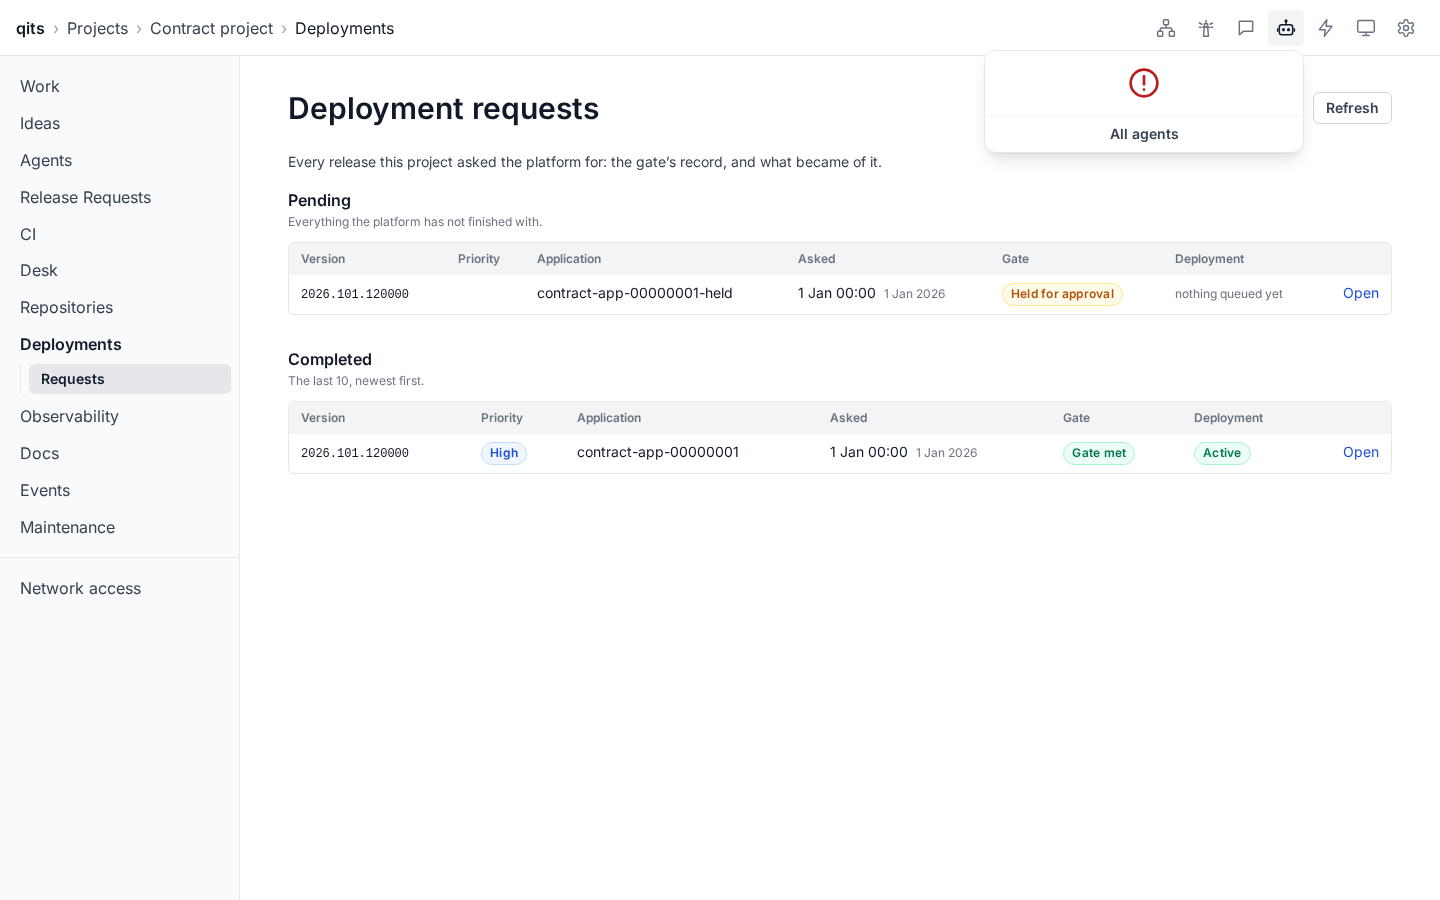 qits › Projects › Contract project › Deployments
All agents
Work
Ideas
Agents
Release Requests
CI
Desk
Repositories
Deployments
Requests
Observability
Docs
Events
Maintenance
Network access
Deployment requests
Refresh
Every release this project asked the platform for: the gate’s record, and what became of it.
Pending
Everything the platform has not finished with.
Version Priority Application Asked Gate Deployment
2026.101.120000 contract-app-00000001-held 1 Jan 00:00 1 Jan 2026 Held for approval nothing queued yet Open
Completed
The last 10, newest first.
Version Priority Application Asked Gate Deployment
2026.101.120000 High contract-app-00000001 1 Jan 00:00 1 Jan 2026 Gate met Active Open